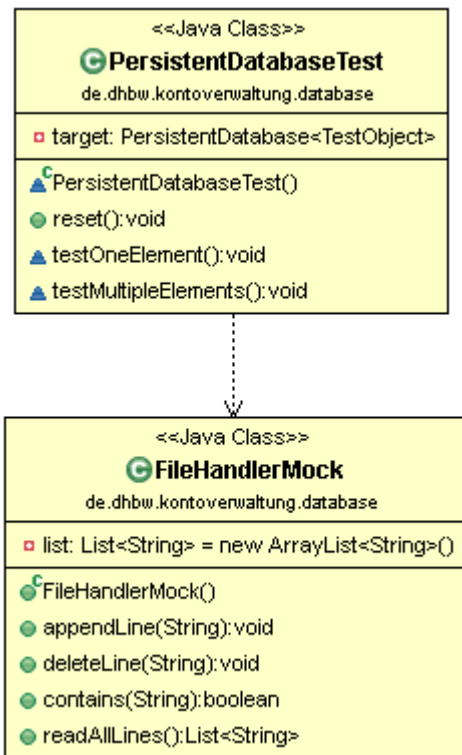 <<Java Class>>
PersistentDatabaseTest
de.dhbw.kontoverwaltung.database
target: PersistentDatabase<TestObject>
PersistentDatabaseTest()
reset():void
testOneElement():void
testMultipleElements():void
<<Java Class>>
FileHandlerMock
de.dhbw.kontoverwaltung.database
list: List<String> = new ArrayList<String>()
FileHandlerMock()
appendLine(String):void
deleteLine(String):void
contains(String):boolean
readAllLines():List<String>